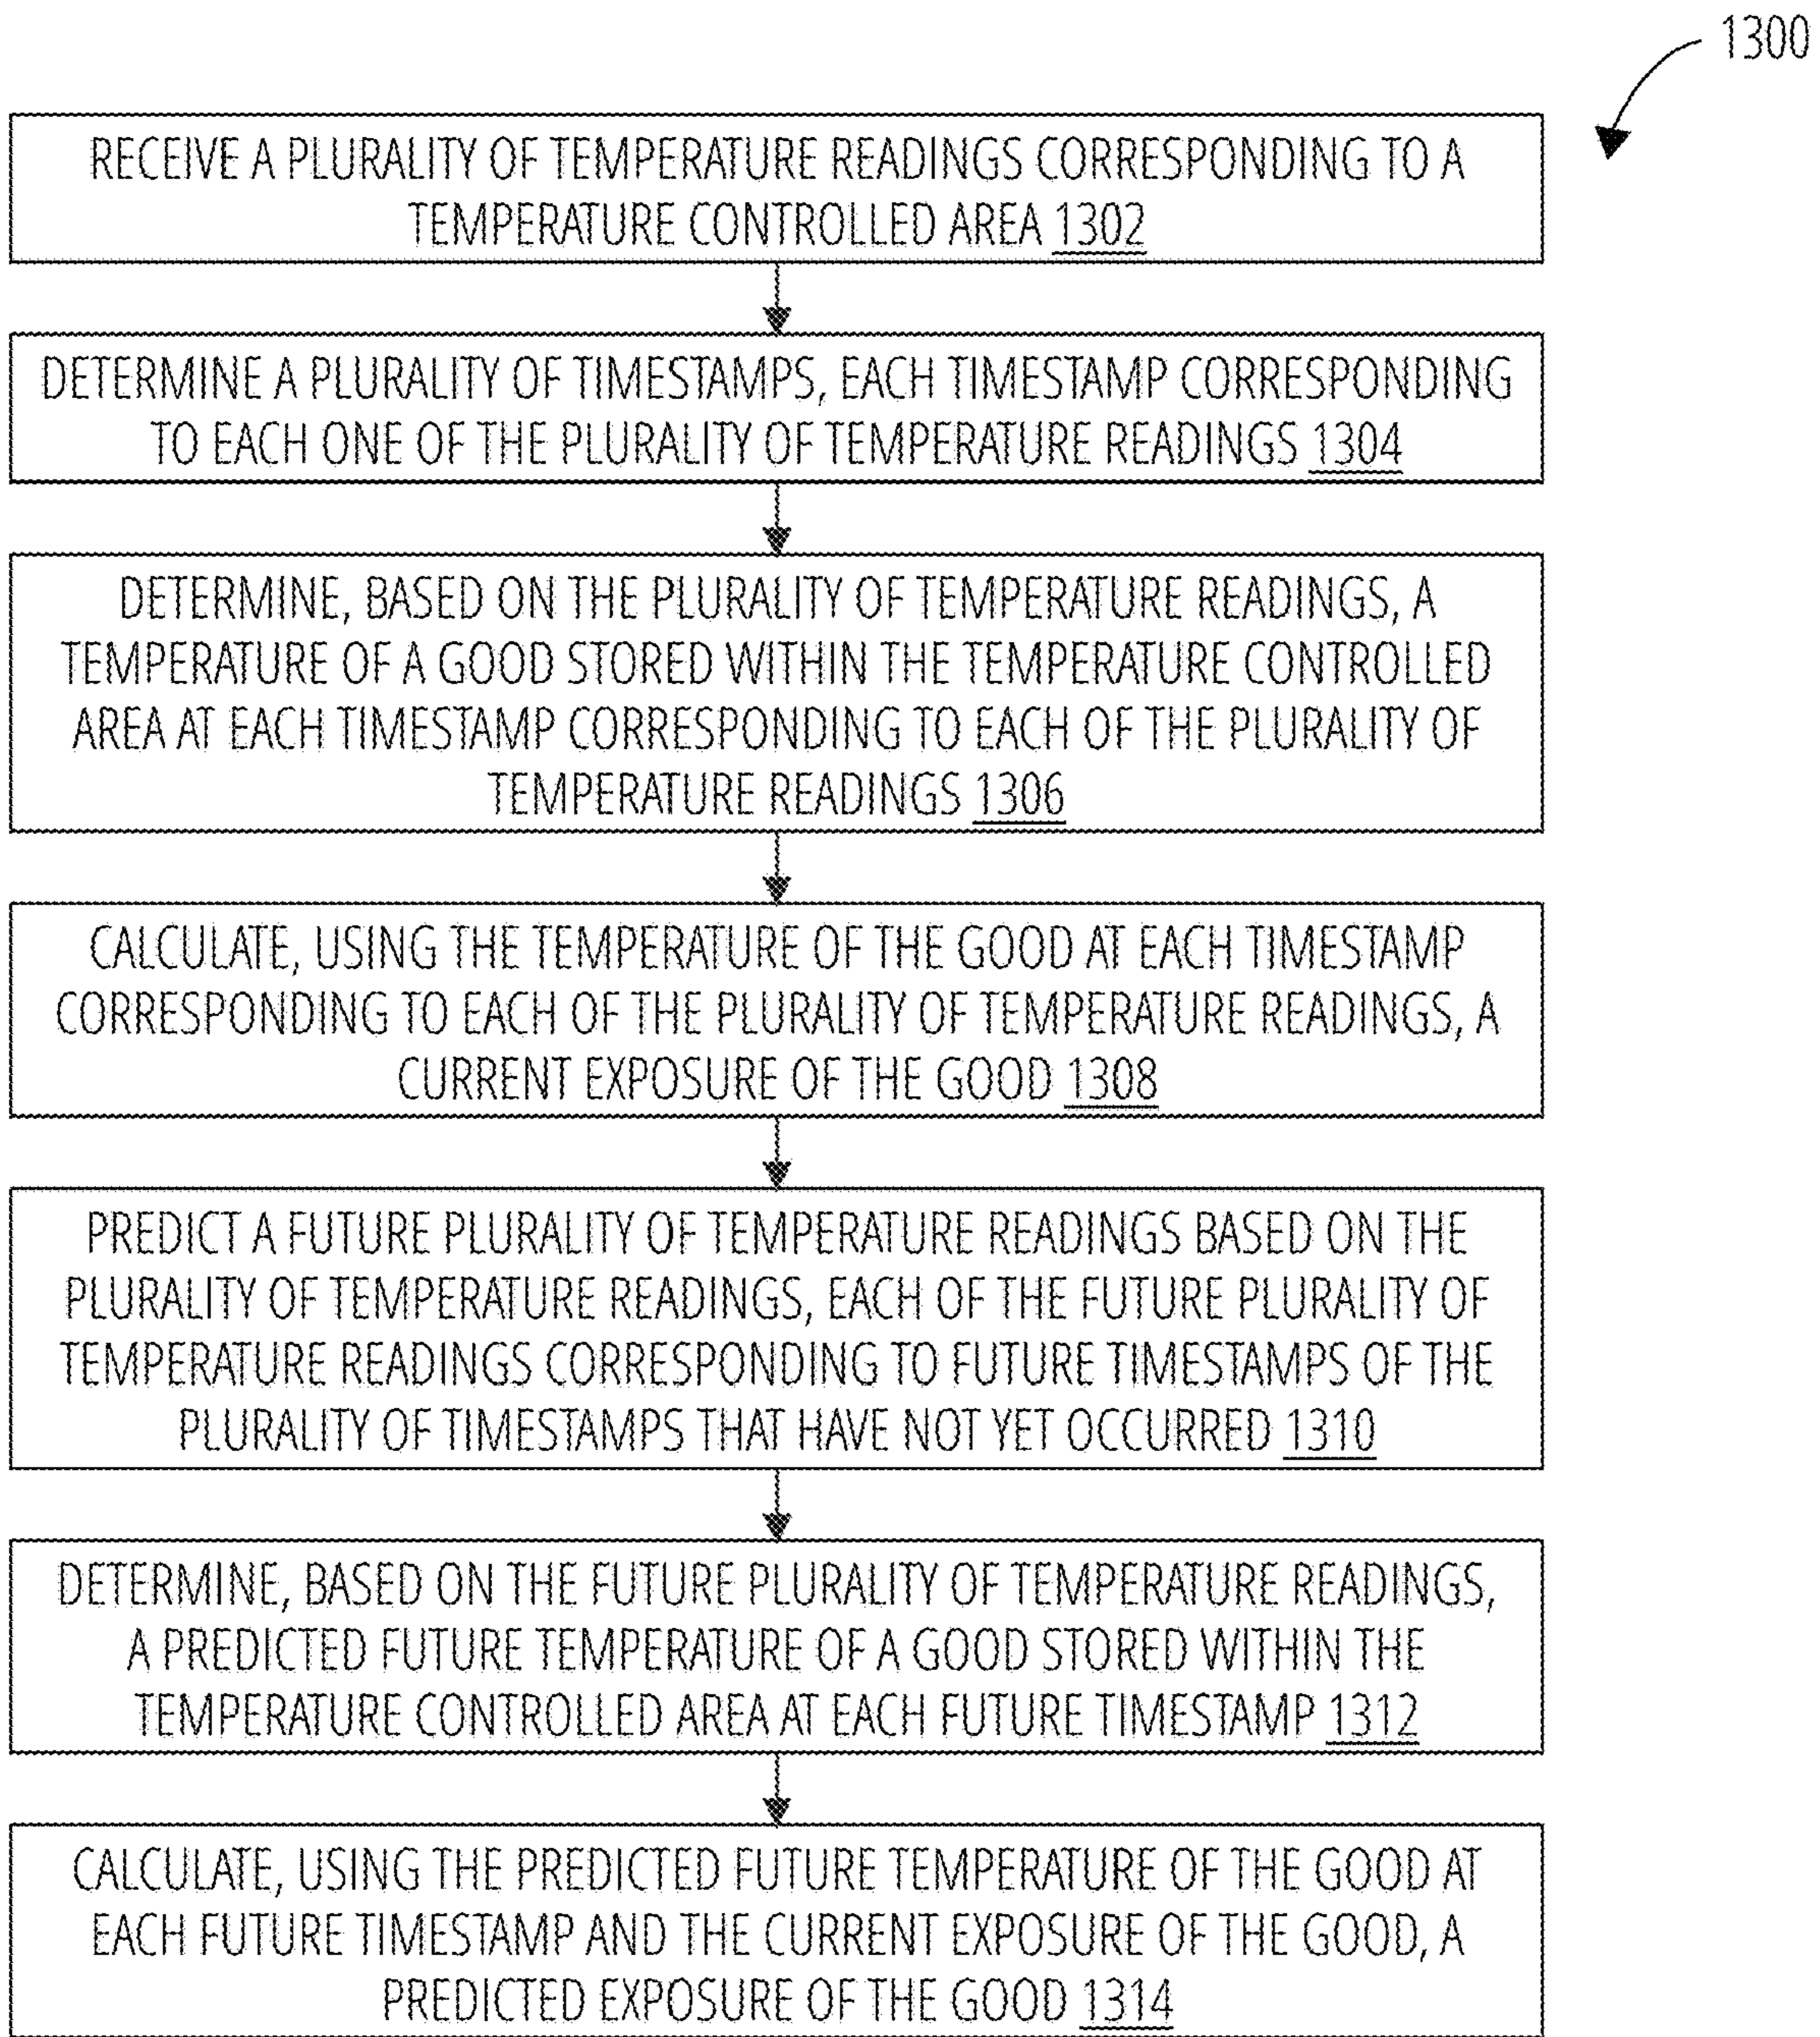 1300
RECEIVE A PLURALITY OF TEMPERATURE READINGS CORRESPONDING TO A
TEMPERATURE CONTROLLED AREA 1302
DETERMINE A PLURALITY OF TIMESTAMPS, EACH TIMESTAMP CORRESPONDING
TO EACH ONE OF THE PLURALITY OF TEMPERATURE READINGS 1304
DETERMINE, BASED ON THE PLURALITY OF TEMPERATURE READINGS, A
TEMPERATURE OF A GOOD STORED WITHIN THE TEMPERATURE CONTROLLED
AREA AT EACH TIMESTAMP CORRESPONDING TO EACH OF THE PLURALITY OF
TEMPERATURE READINGS 1306
CALCULATE, USING THE TEMPERATURE OF THE GOOD AT EACH TIMESTAMP
CORRESPONDING TO EACH OF THE PLURALITY OF TEMPERATURE READINGS, A
CURRENT EXPOSURE OF THE GOOD 1308
PREDICT A FUTURE PLURALITY OF TEMPERATURE READINGS BASED ON THE
PLURALITY OF TEMPERATURE READINGS, EACH OF THE FUTURE PLURALITY OF
TEMPERATURE READINGS CORRESPONDING TO FUTURE TIMESTAMPS OF THE
PLURALITY OF TIMESTAMPS THAT HAVE NOT YET OCCURRED 1310
DETERMINE, BASED ON THE FUTURE PLURALITY OF TEMPERATURE READINGS,
A PREDICTED FUTURE TEMPERATURE OF A GOOD STORED WITHIN THE
TEMPERATURE CONTROLLED AREA AT EACH FUTURE TIMESTAMP 1312
CALCULATE, USING THE PREDICTED FUTURE TEMPERATURE OF THE GOOD AT
EACH FUTURE TIMESTAMP AND THE CURRENT EXPOSURE OF THE GOOD, A
PREDICTED EXPOSURE OF THE GOOD 1314